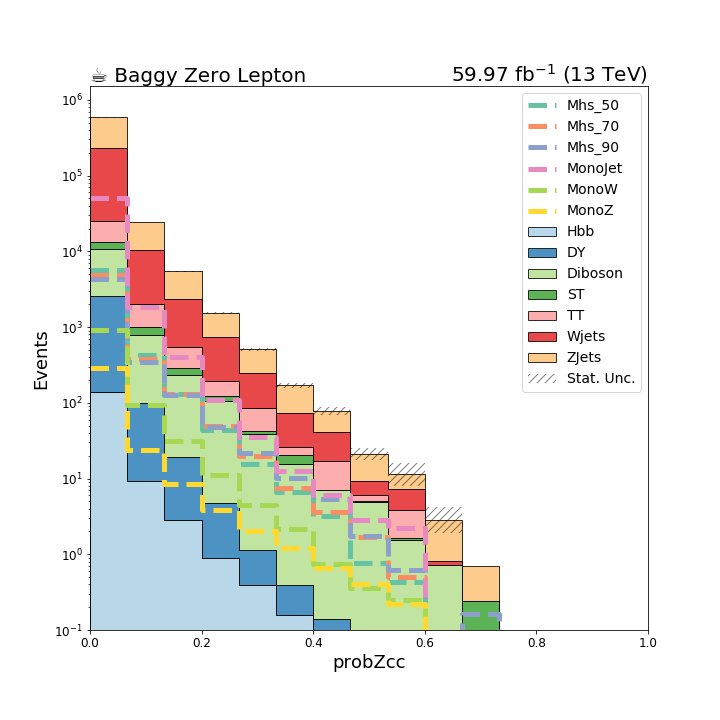 ☕ Baggy Zero Lepton
59.97 fb⁻¹ (13 TeV)
Events
10⁶
10⁵
10⁴
10³
10²
10¹
10⁰
10⁻¹
Mhs_50
Mhs_70
Mhs_90
MonoJet
MonoW
MonoZ
Hbb
DY
Diboson
ST
TT
Wjets
ZJets
Stat. Unc.
0.0 0.2 0.4 0.6 0.8 1.0
probZcc